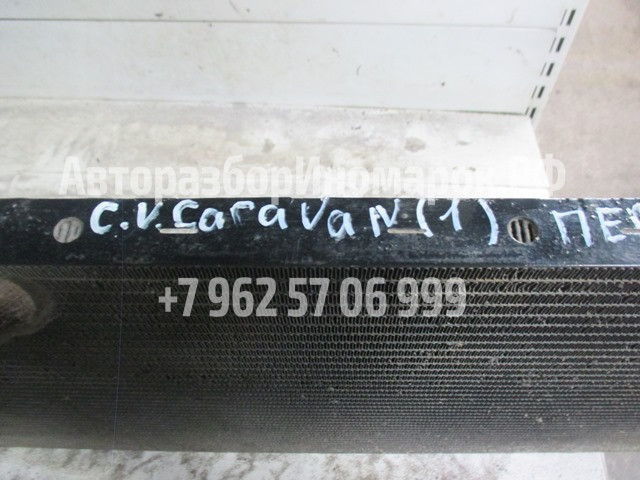 АвторазборИномарок.РФ
C.V Caravan (1) ПЕР
+7 962 57 06 999